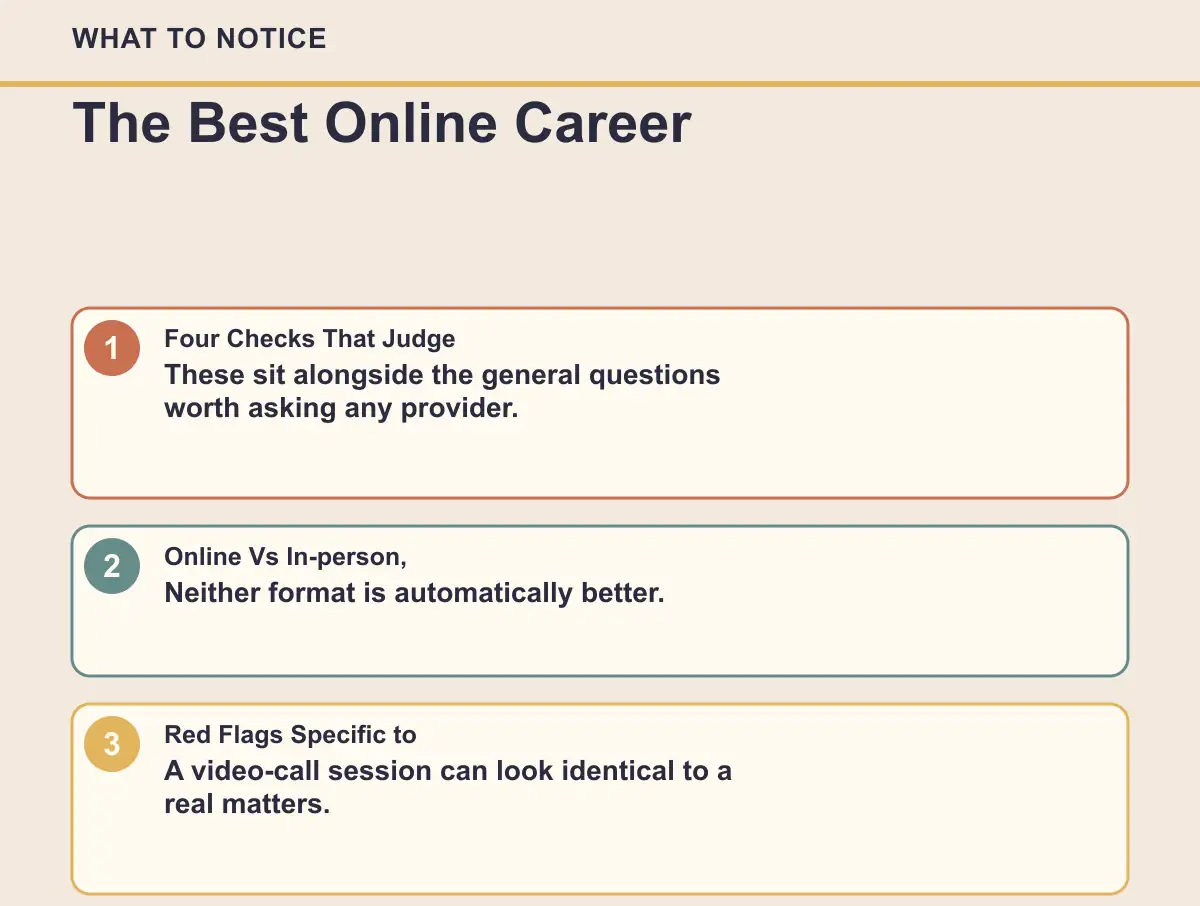 WHAT TO NOTICE
The Best Online Career
1
Four Checks That Judge
These sit alongside the general questions
worth asking any provider.
2
Online Vs In-person,
Neither format is automatically better.
3
Red Flags Specific to
A video-call session can look identical to a
real matters.